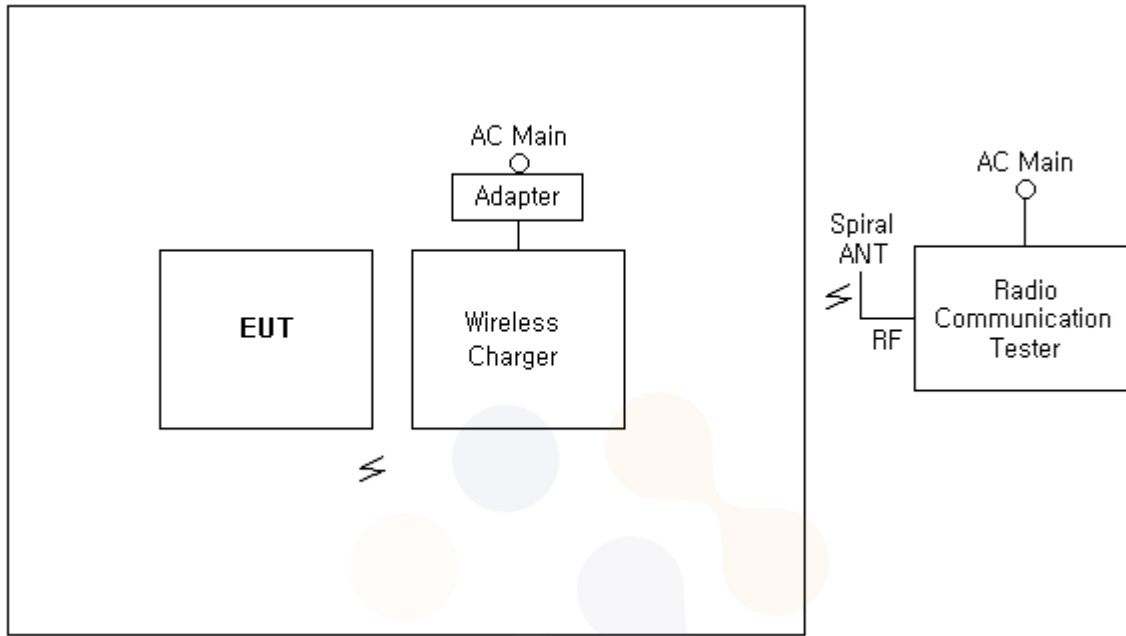 AC Main
Adapter
EUT
Wireless
Charger
AC Main
Spiral
ANT
RF
Radio
Communication
Tester